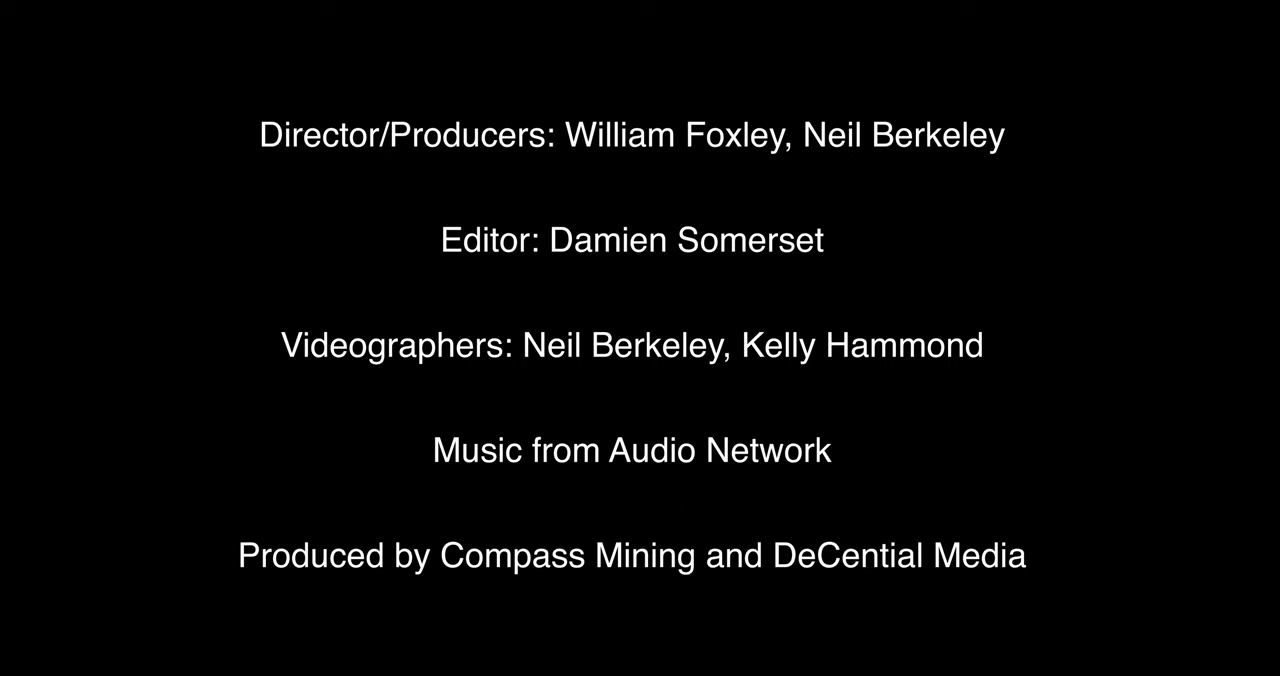 Director/Producers: William Foxley, Neil Berkeley
Editor: Damien Somerset
Videographers: Neil Berkeley, Kelly Hammond
Music from Audio Network
Produced by Compass Mining and DeCential Media